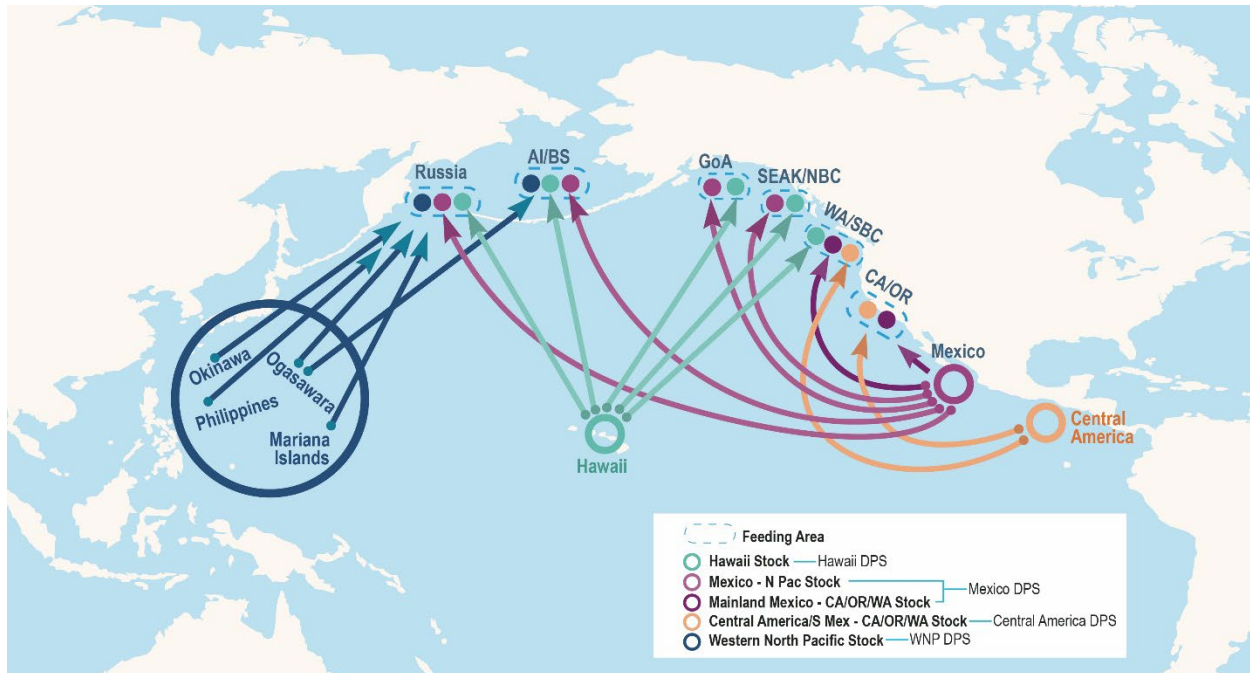 Russia
AI/BS
GoA
SEAK/NBC
WA/SBC
CA/OR
Mexico
Central
America
Okinawa
Ogasawara
Philippines
Mariana
Islands
Hawaii
Feeding Area
Hawaii Stock Hawaii DPS
Mexico - N Pac Stock
Mexico DPS
Mainland Mexico - CA/OR/WA Stock
Central America/S Mex - CA/OR/WA Stock Central America DPS
Western North Pacific Stock WNP DPS